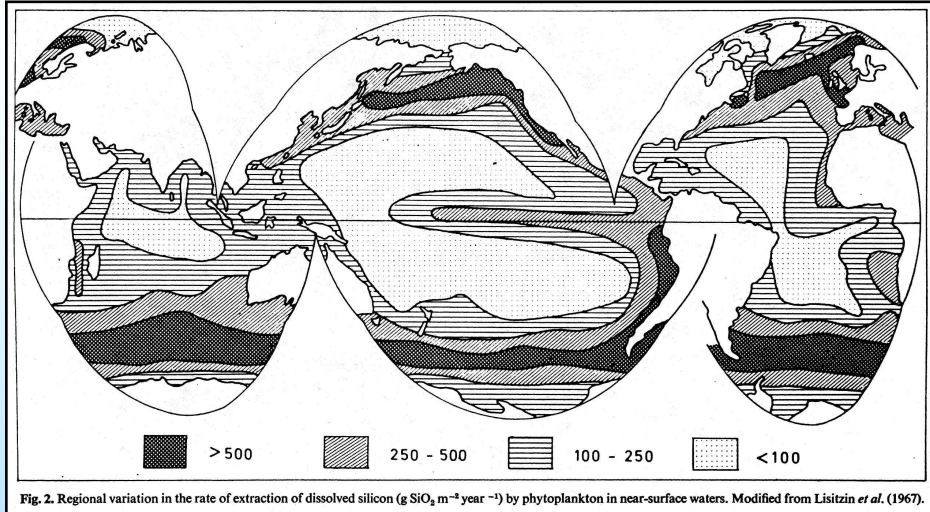 >500
250 - 500
100 - 250
<100
Fig. 2. Regional variation in the rate of extraction of dissolved silicon (g SiO₂ m⁻² year ⁻¹) by phytoplankton in near-surface waters. Modified from Lisitzin et al. (1967).